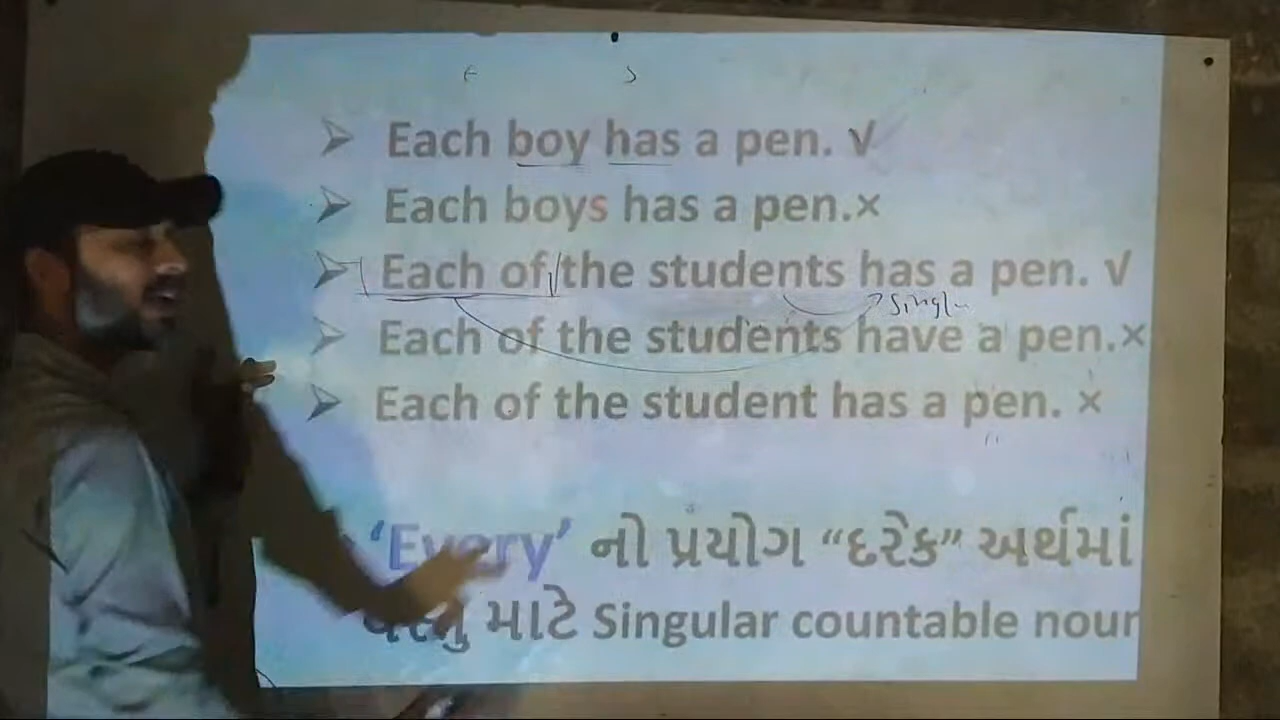 Each boy has a pen. √
Each boys has a pen.×
Each of the students has a pen. √
Singl
Each of the students have a pen.×
Each of the student has a pen. ×
‘Every’ નો પ્રયોગ “દરેક” અર્થમાં
માટે Singular countable noun